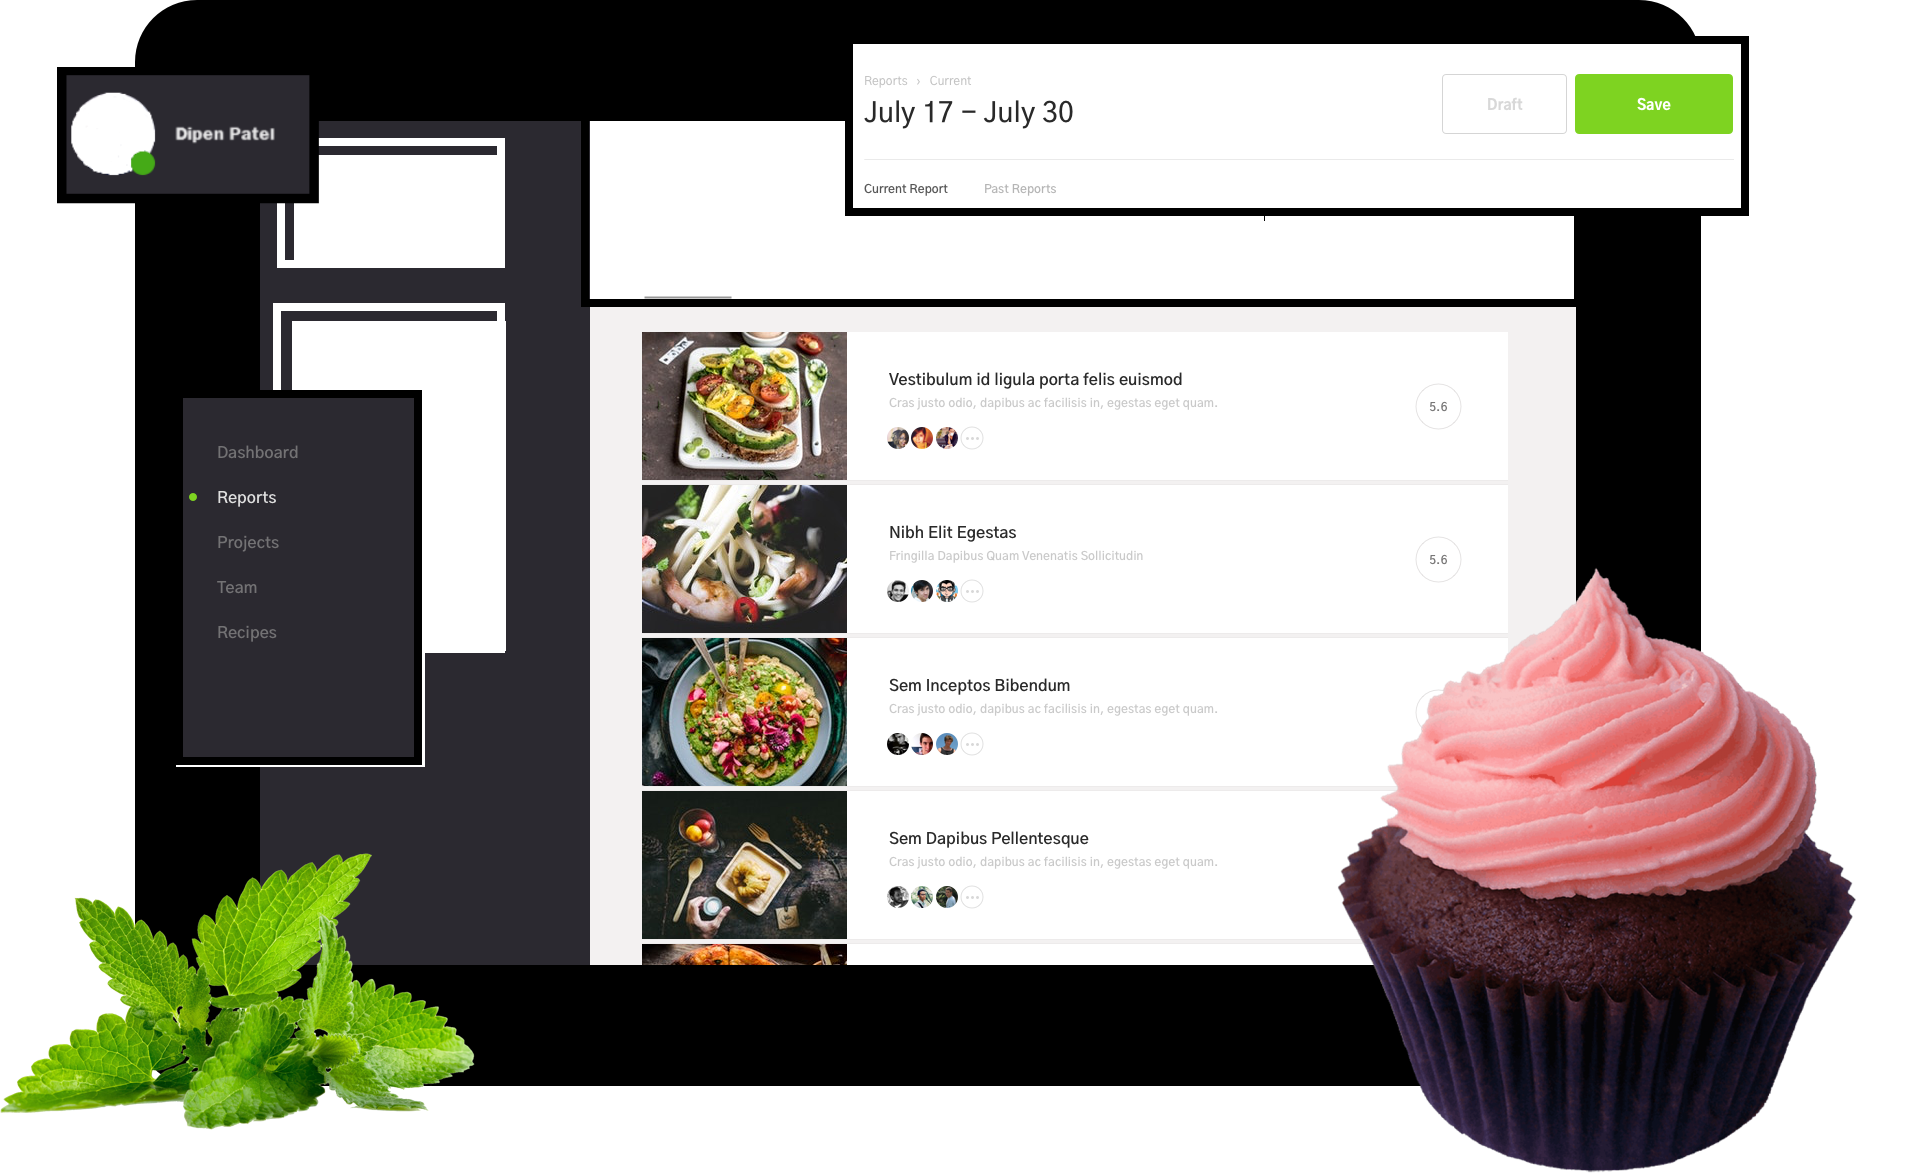 Dipen Patel
Reports › Current
July 17 – July 30
Draft
Save
Current Report
Past Reports
Dashboard
Reports
Projects
Team
Recipes
Vestibulum id ligula porta felis euismod
Cras justo odio, dapibus ac facilisis in, egestas eget quam.
5.6
Nibh Elit Egestas
Fringilla Dapibus Quam Venenatis Sollicitudin
5.6
Sem Inceptos Bibendum
Cras justo odio, dapibus ac facilisis in, egestas eget quam.
Sem Dapibus Pellentesque
Cras justo odio, dapibus ac facilisis in, egestas eget quam.